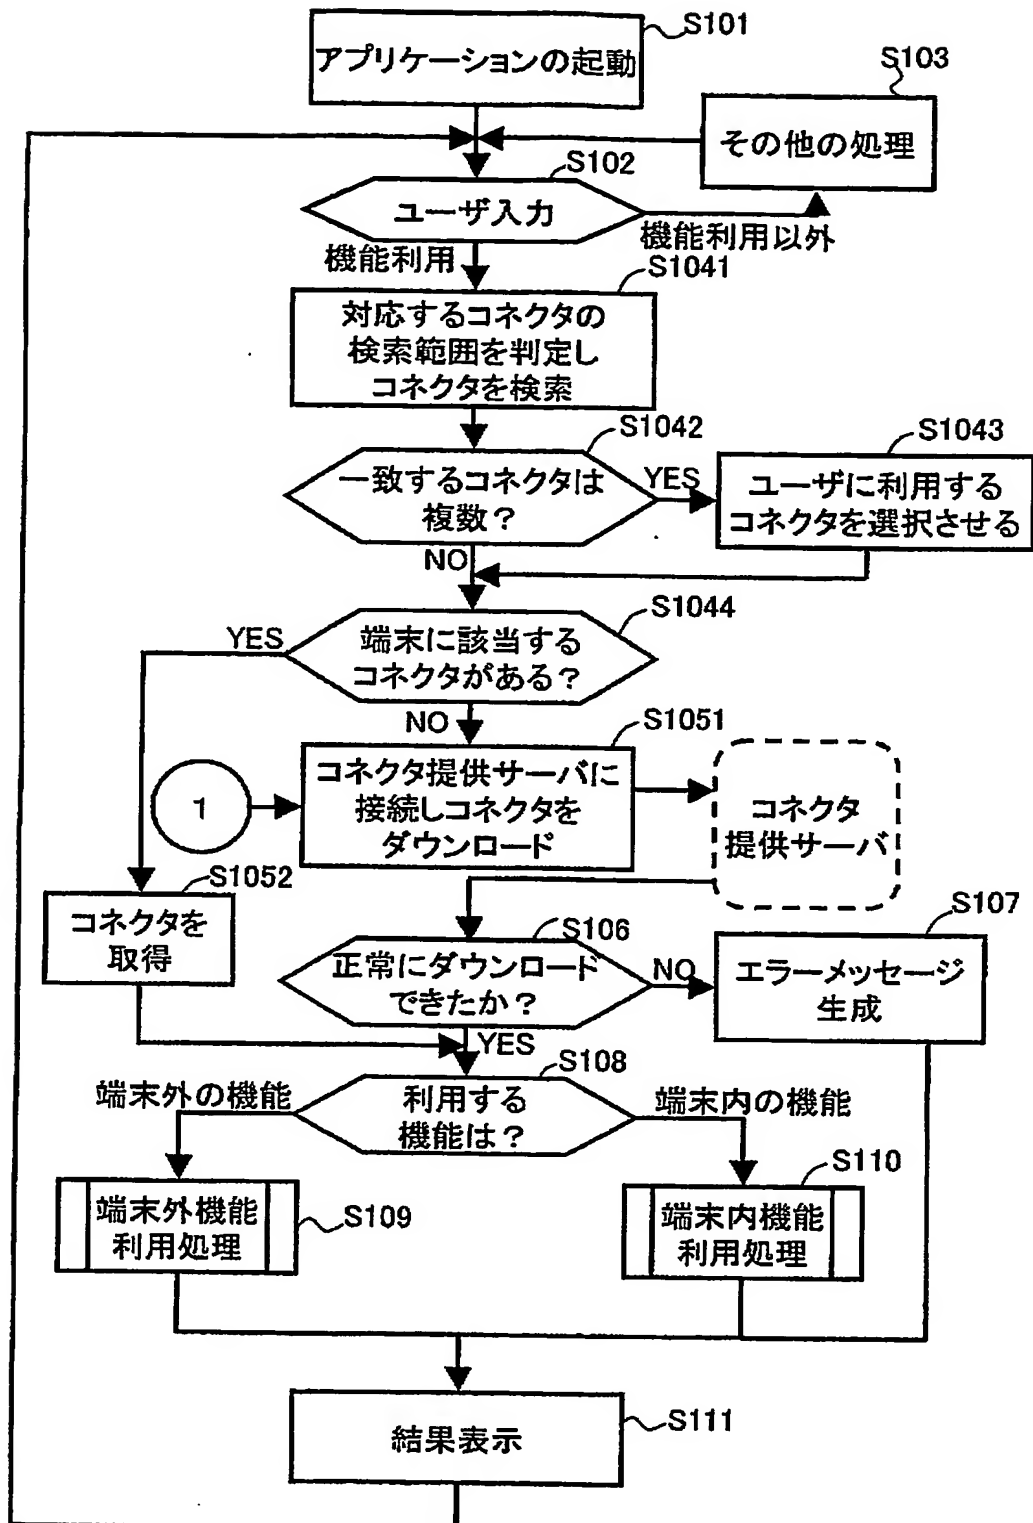 S101
アプリケーションの起動
S103
その他の処理
S102
ユーザ入力
機能利用以外
機能利用
S1041
対応するコネクタの
検索範囲を判定し
コネクタを検索
S1042
一致するコネクタは
複数？
YES
S1043
ユーザに利用する
コネクタを選択させる
NO
S1044
YES
端末に該当する
コネクタがある？
NO
S1051
1
コネクタ提供サーバに
接続しコネクタを
ダウンロード
コネクタ
提供サーバ
S1052
コネクタを
取得
S106
正常にダウンロード
できたか？
NO
S107
エラーメッセージ
生成
YES
S108
端末外の機能
利用する
機能は？
端末内の機能
端末外機能
利用処理
S109
S110
端末内機能
利用処理
結果表示
S111